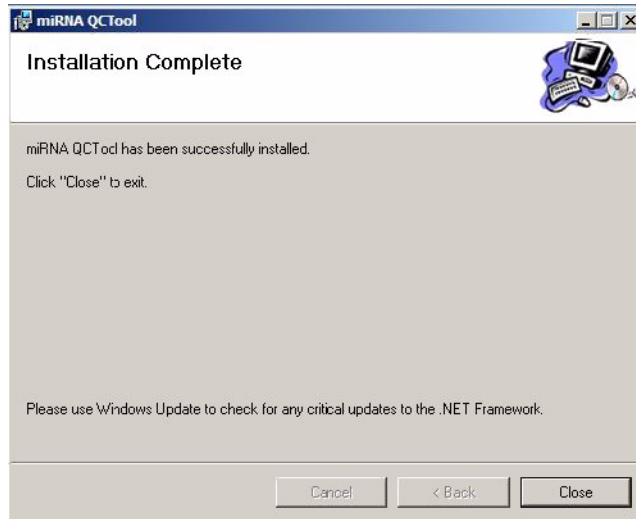 miRNA QCTool
Installation Complete
miRNA QCTool has been successfully installed.
Click "Close" to exit.
Please use Windows Update to check for any critical updates to the .NET Framework.
Cancel
< Back
Close